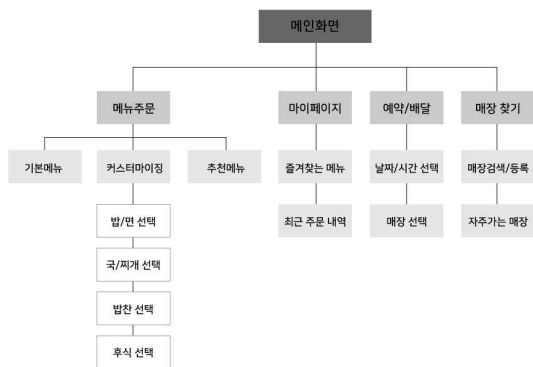 메인화면
메뉴주문
마이페이지
예약/배달
매장 찾기
기본메뉴
커스터마이징
추천메뉴
즐겨찾는 메뉴
날짜/시간 선택
매장검색/등록
밥/면 선택
최근 주문 내역
매장 선택
자주가는 매장
국/찌개 선택
밥찬 선택
후식 선택